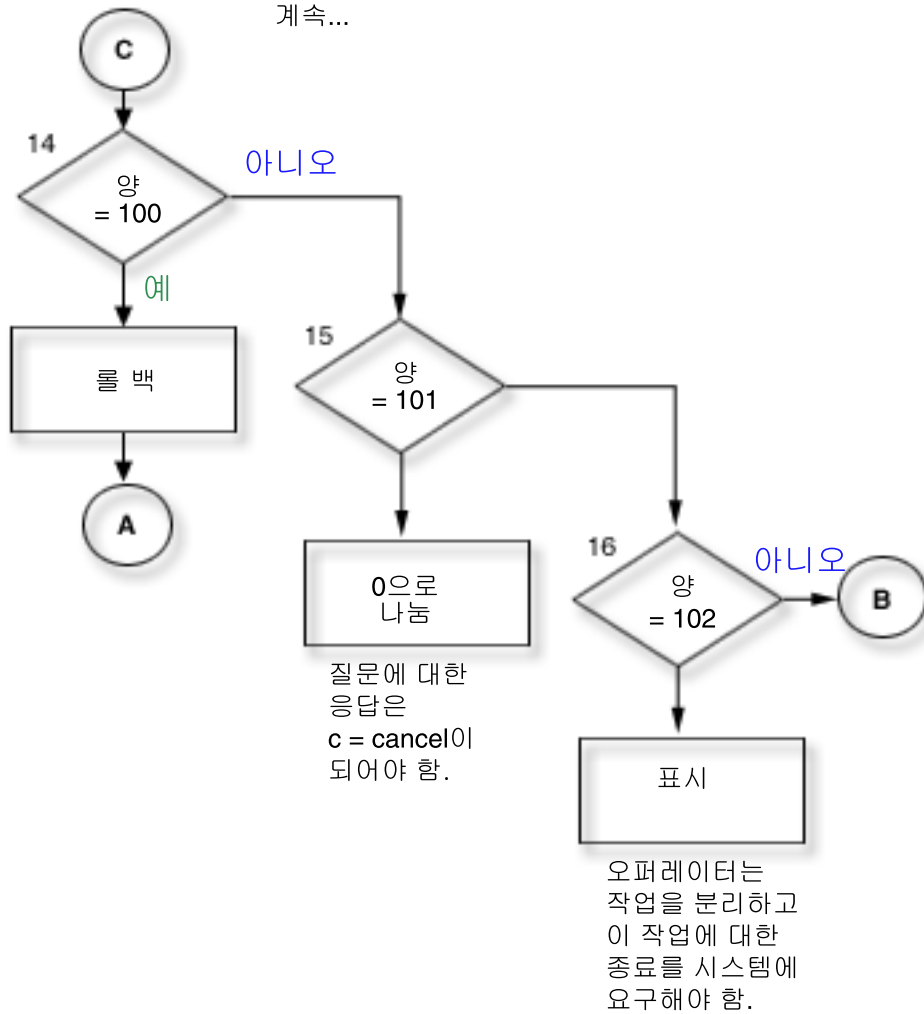 계속...
C
14
아니오
양
= 100
예
롤 백
A
15
양
= 101
0으로
나눔
질문에 대한
응답은
c = cancel이
되어야 함.
16
양
= 102
아니오
B
표시
오퍼레이터는
작업을 분리하고
이 작업에 대한
종료를 시스템에
요구해야 함.